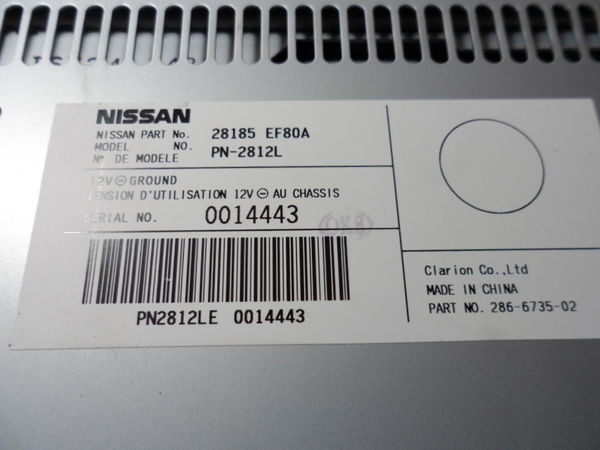 NISSAN
NISSAN PART No. 28185 EF80A
MODEL NO. PN-2812L
N° DE MODELE
12V ⊖ GROUND
TENSION D'UTILISATION 12V ⊖ AU CHASSIS
SERIAL NO. 0014443
PN2812LE 0014443
Clarion Co.,Ltd
MADE IN CHINA
PART NO. 286-6735-02